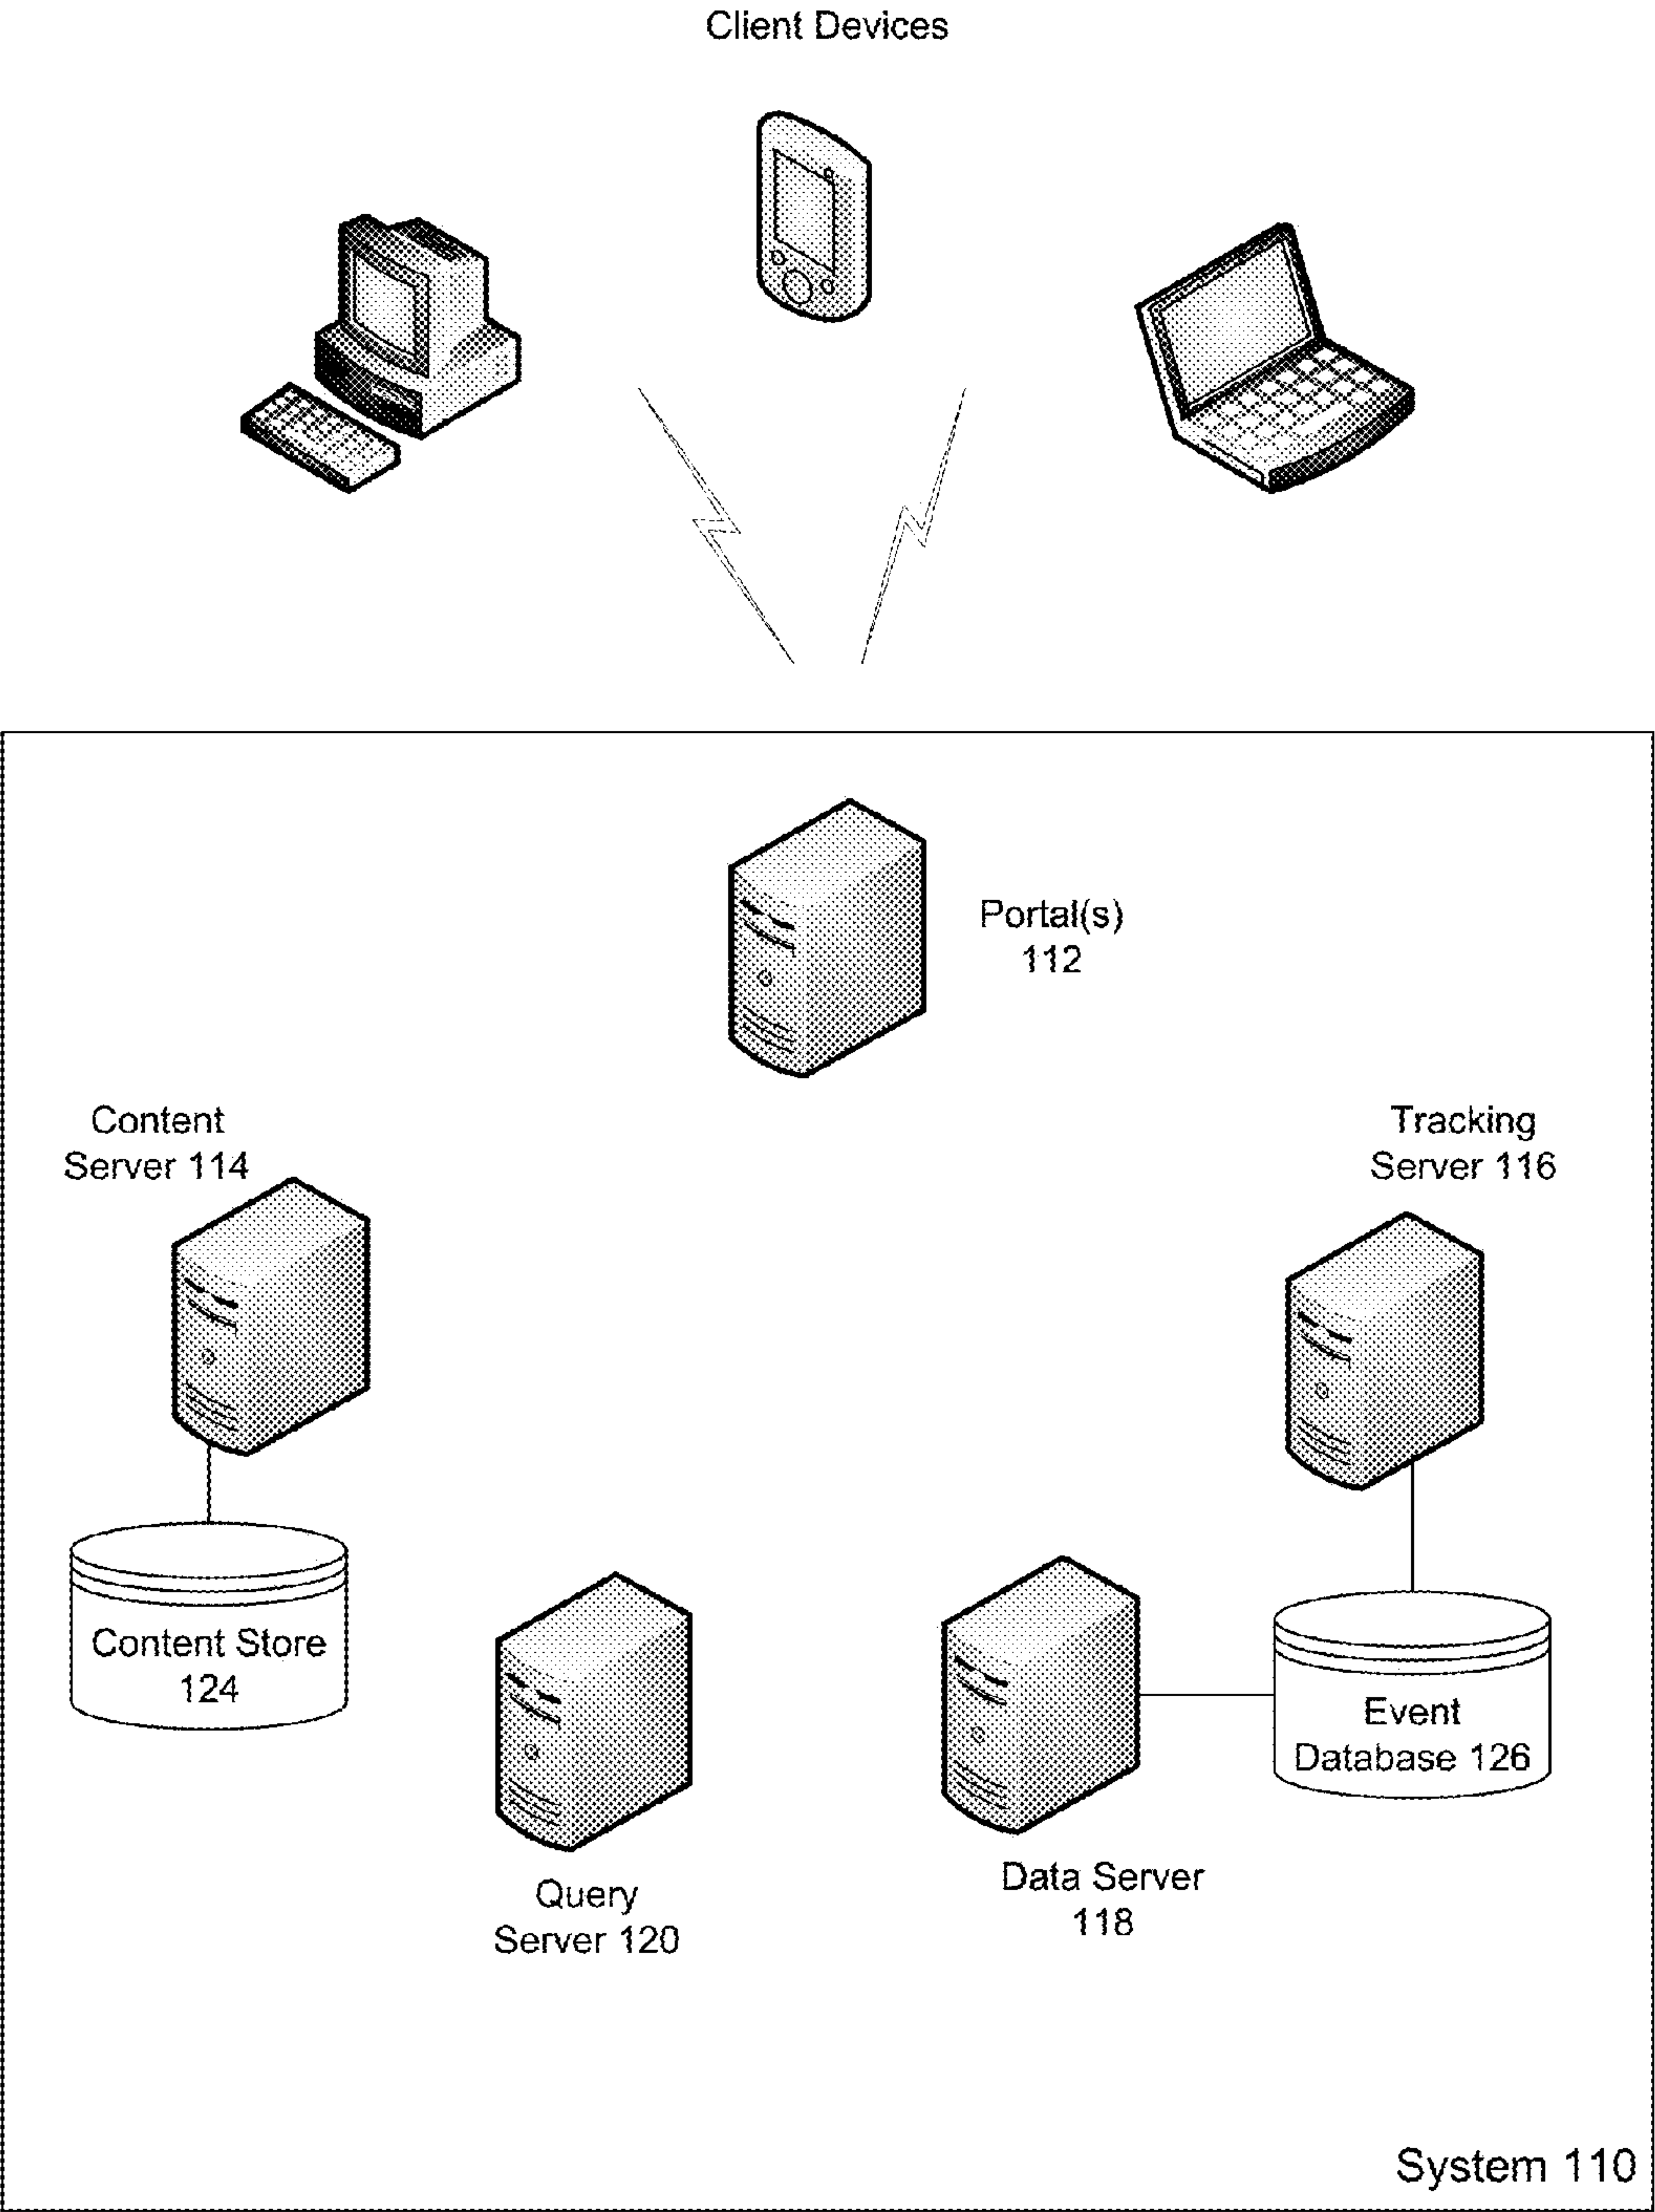 Client Devices
Portal(s)
112
Content
Server 114
Tracking
Server 116
Content Store
124
Event
Database 126
Data Server
118
Query
Server 120
System 110